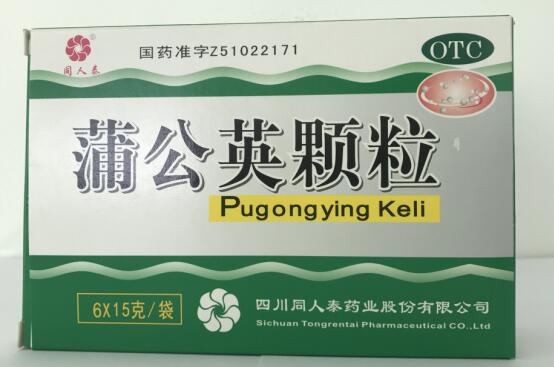 国药准字Z51022171
OTC
同人泰
蒲公英颗粒
Pugongying Keli
6X15克/袋
四川同人泰药业股份有限公司
Sichuan Tongrentai Pharmaceutical CO.,Ltd